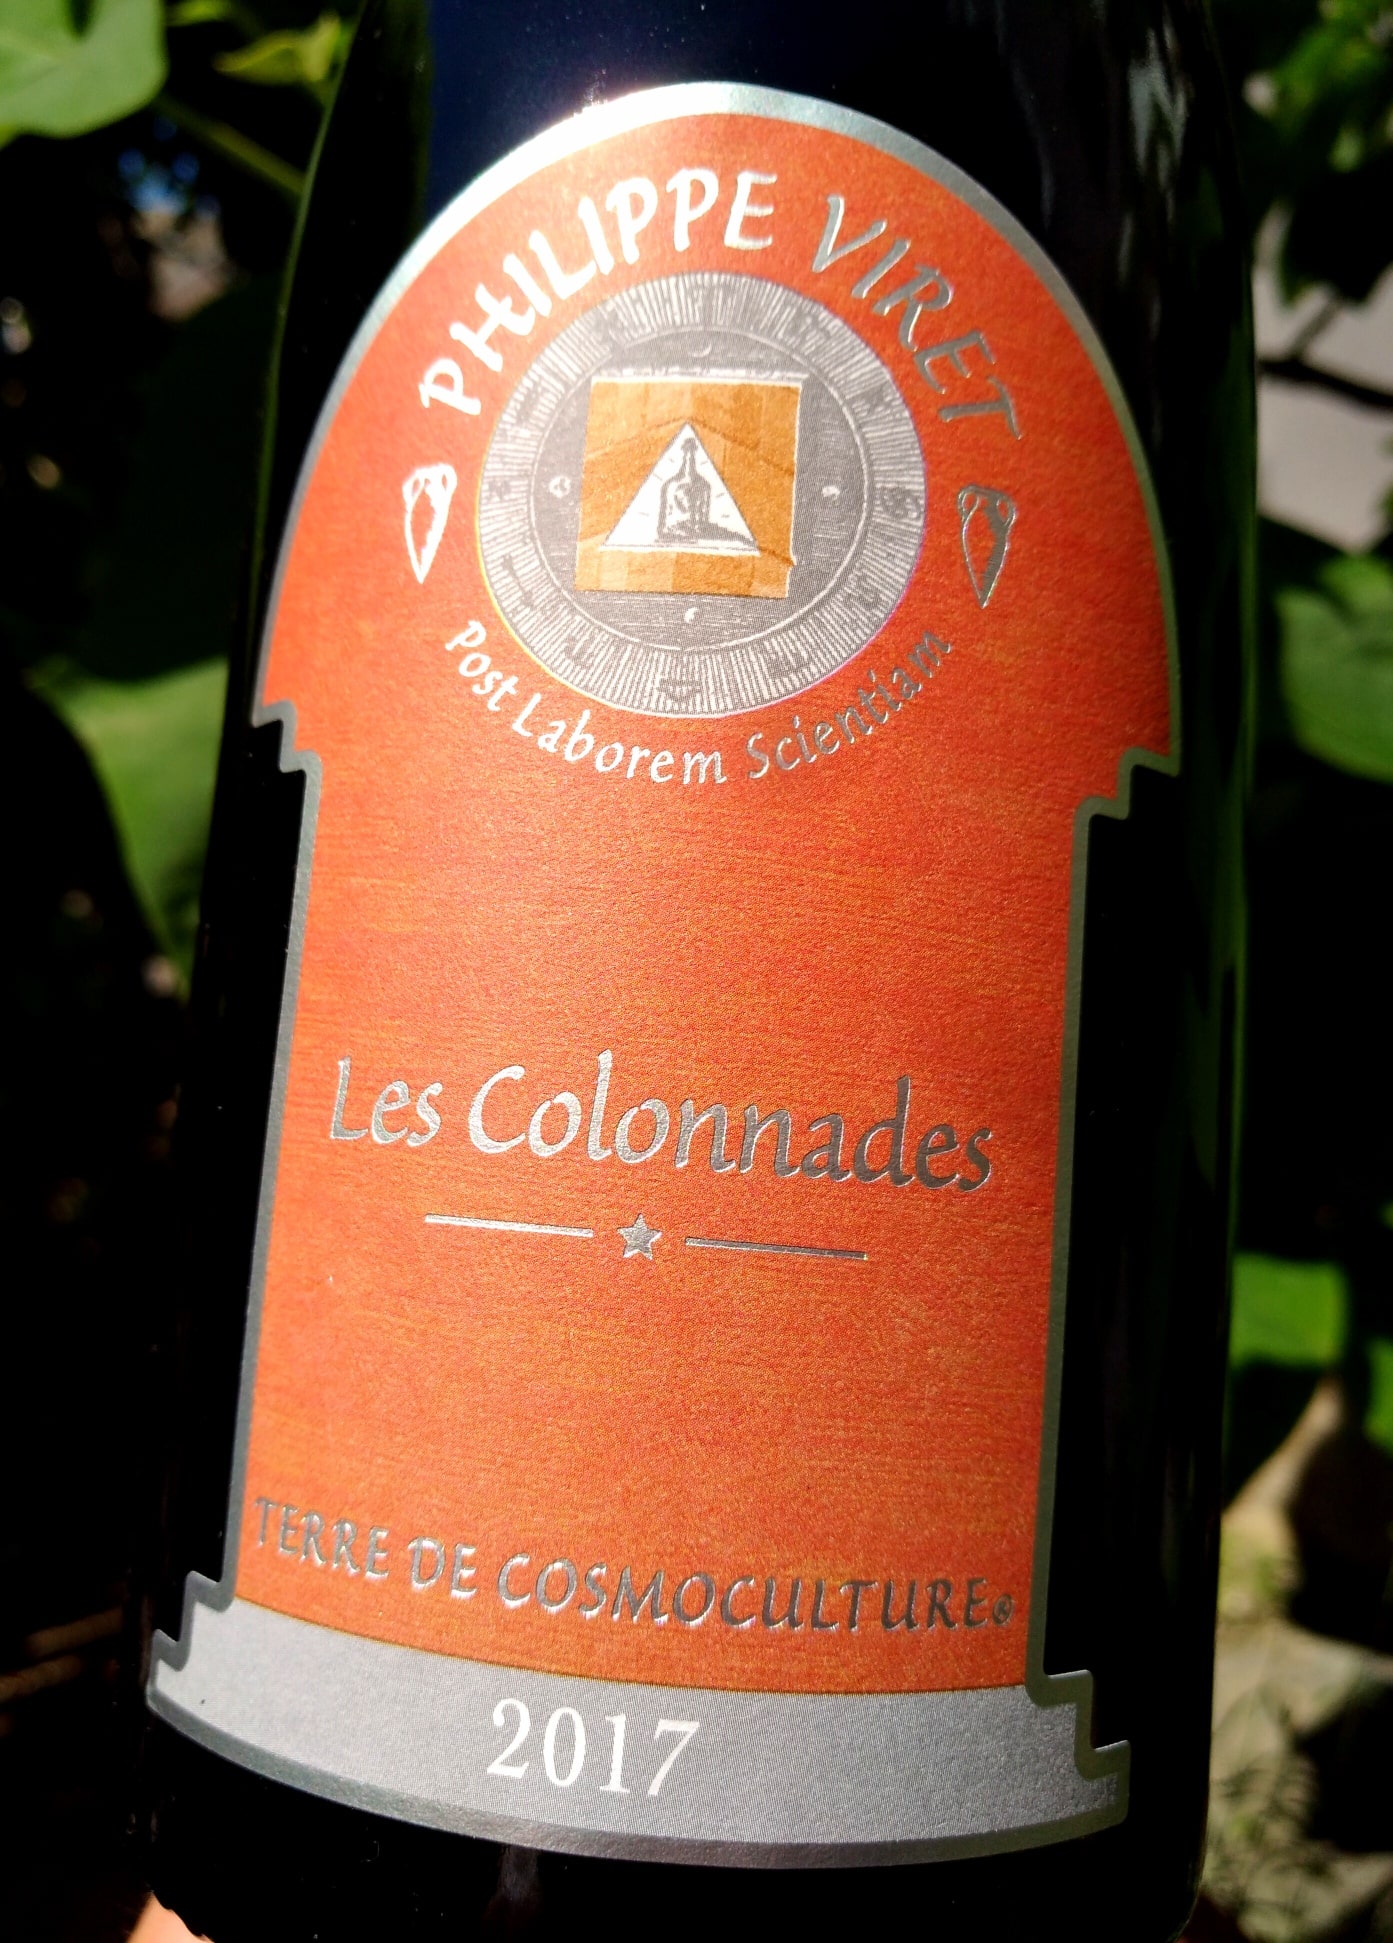 PHILIPPE VIRET
Post Laborem Scientiam
Les Colonnades
TERRE DE COSMOCULTURE®
2017